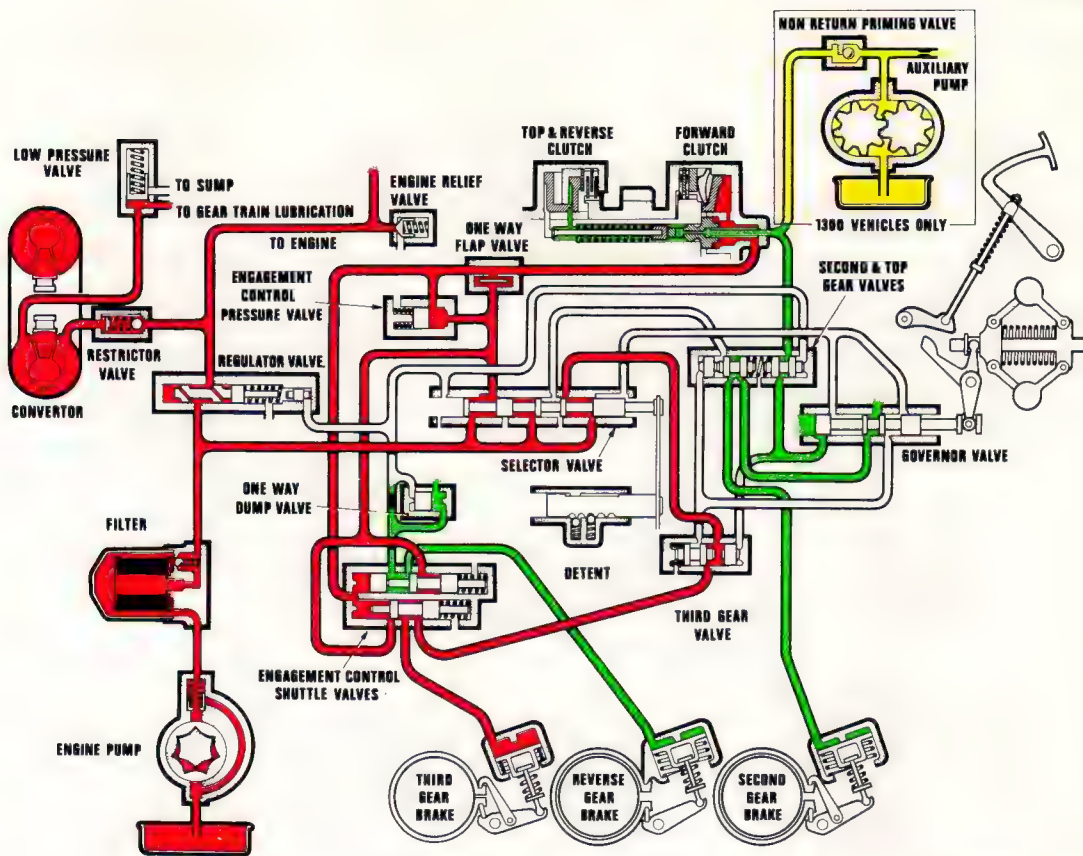 NON RETURN PRIMING VALVE
AUXILIARY
PUMP
1300 VEHICLES ONLY
TOP & REVERSE
CLUTCH
FORWARD
CLUTCH
LOW PRESSURE
VALVE
TO SUMP
TO GEAR TRAIN LUBRICATION
TO ENGINE
ENGINE RELIEF
VALVE
ONE WAY
FLAP VALVE
ENGAGEMENT
CONTROL
PRESSURE VALVE
SECOND & TOP
GEAR VALVES
RESTRICTOR
VALVE
REGULATOR VALVE
CONVERTOR
SELECTOR VALVE
GOVERNOR VALVE
ONE WAY
DUMP VALVE
FILTER
DETENT
THIRD GEAR
VALVE
ENGAGEMENT CONTROL
SHUTTLE VALVES
ENGINE PUMP
THIRD
GEAR
BRAKE
REVERSE
GEAR
BRAKE
SECOND
GEAR
BRAKE